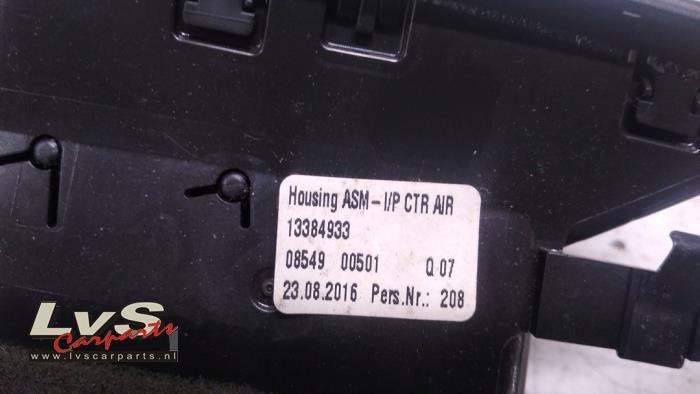 Housing ASM-I/P CTR AIR
13384933
08549 00501 Q 07
23.08.2016 Pers.Nr.: 208
LvS
Carparts
www.lvscarparts.nl